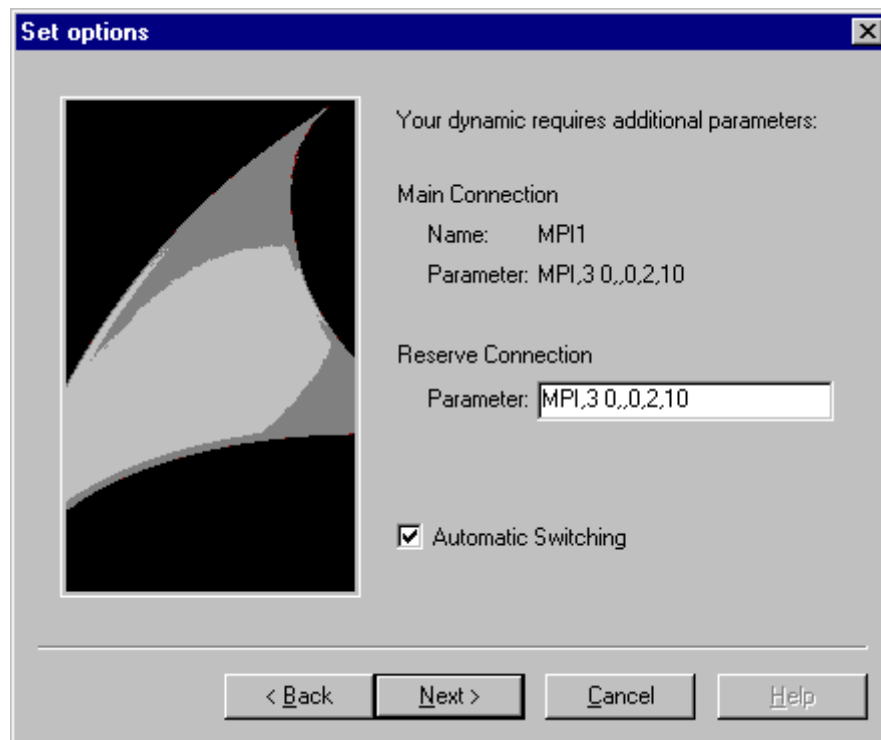 Set options
Your dynamic requires additional parameters:
Main Connection
Name: MPI1
Parameter: MPI,3 0,,0,2,10
Reserve Connection
Parameter: MPI,3 0,,0,2,10
Automatic Switching
< Back Next > Cancel Help